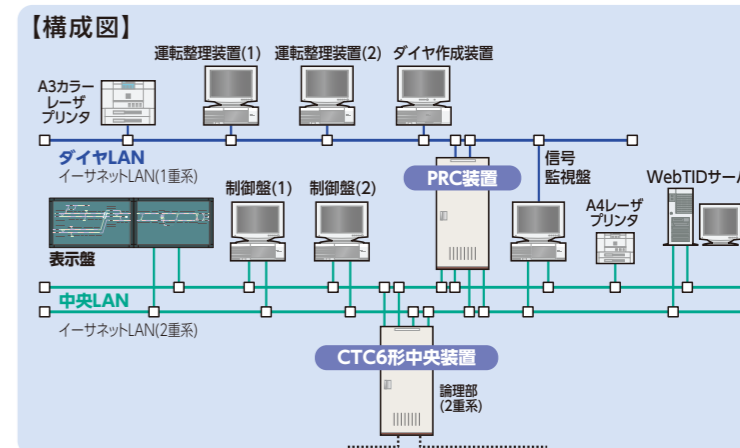 【構成図】
運転整理装置(1)
運転整理装置(2)
ダイヤ作成装置
A3カラー
レーザ
プリンタ
ダイヤLAN
イーサネットLAN(1重系)
PRC装置
信号
監視盤
WebTIDサーバ
制御盤(1)
制御盤(2)
A4レーザ
プリンタ
表示盤
中央LAN
イーサネットLAN(2重系)
CTC6形中央装置
論理部
(2重系)